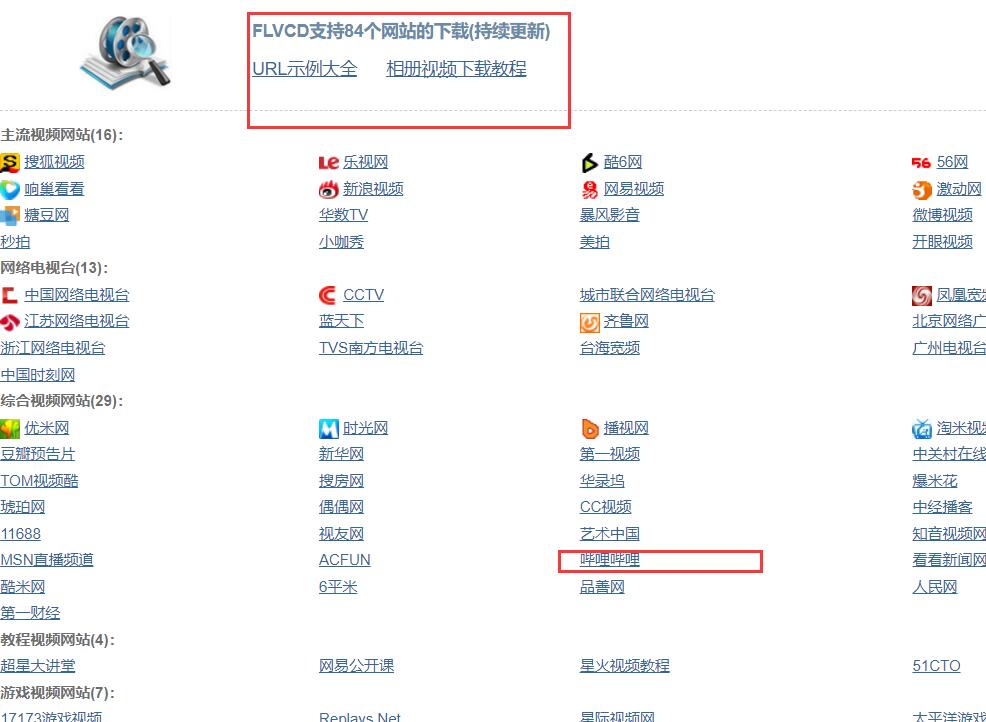 FLVCD支持84个网站的下载(持续更新)
URL示例大全 相册视频下载教程
主流视频网站(16):
搜狐视频 乐视网 酷6网 56网
响巢看看 新浪视频 网易视频 激动网
糖豆网 华数TV 暴风影音 微博视频
秒拍 小咖秀 美拍 开眼视频
网络电视台(13):
中国网络电视台 CCTV 城市联合网络电视台 凤凰宽频
江苏网络电视台 蓝天下 齐鲁网 北京网络广
浙江网络电视台 TVS南方电视台 台海宽频 广州电视台
中国时刻网
综合视频网站(29):
优米网 时光网 播视网 淘米视频
豆瓣预告片 新华网 第一视频 中关村在线
TOM视频酷 搜房网 华录坞 爆米花
琥珀网 偶偶网 CC视频 中经播客
11688 视友网 艺术中国 知音视频网
MSN直播频道 ACFUN 哔哩哔哩 看看新闻网
酷米网 6平米 品善网 人民网
第一财经
教程视频网站(4):
超星大讲堂 网易公开课 星火视频教程 51CTO
游戏视频网站(7):
17173游戏视频 Replays.Net 星际视频网 太平洋游戏